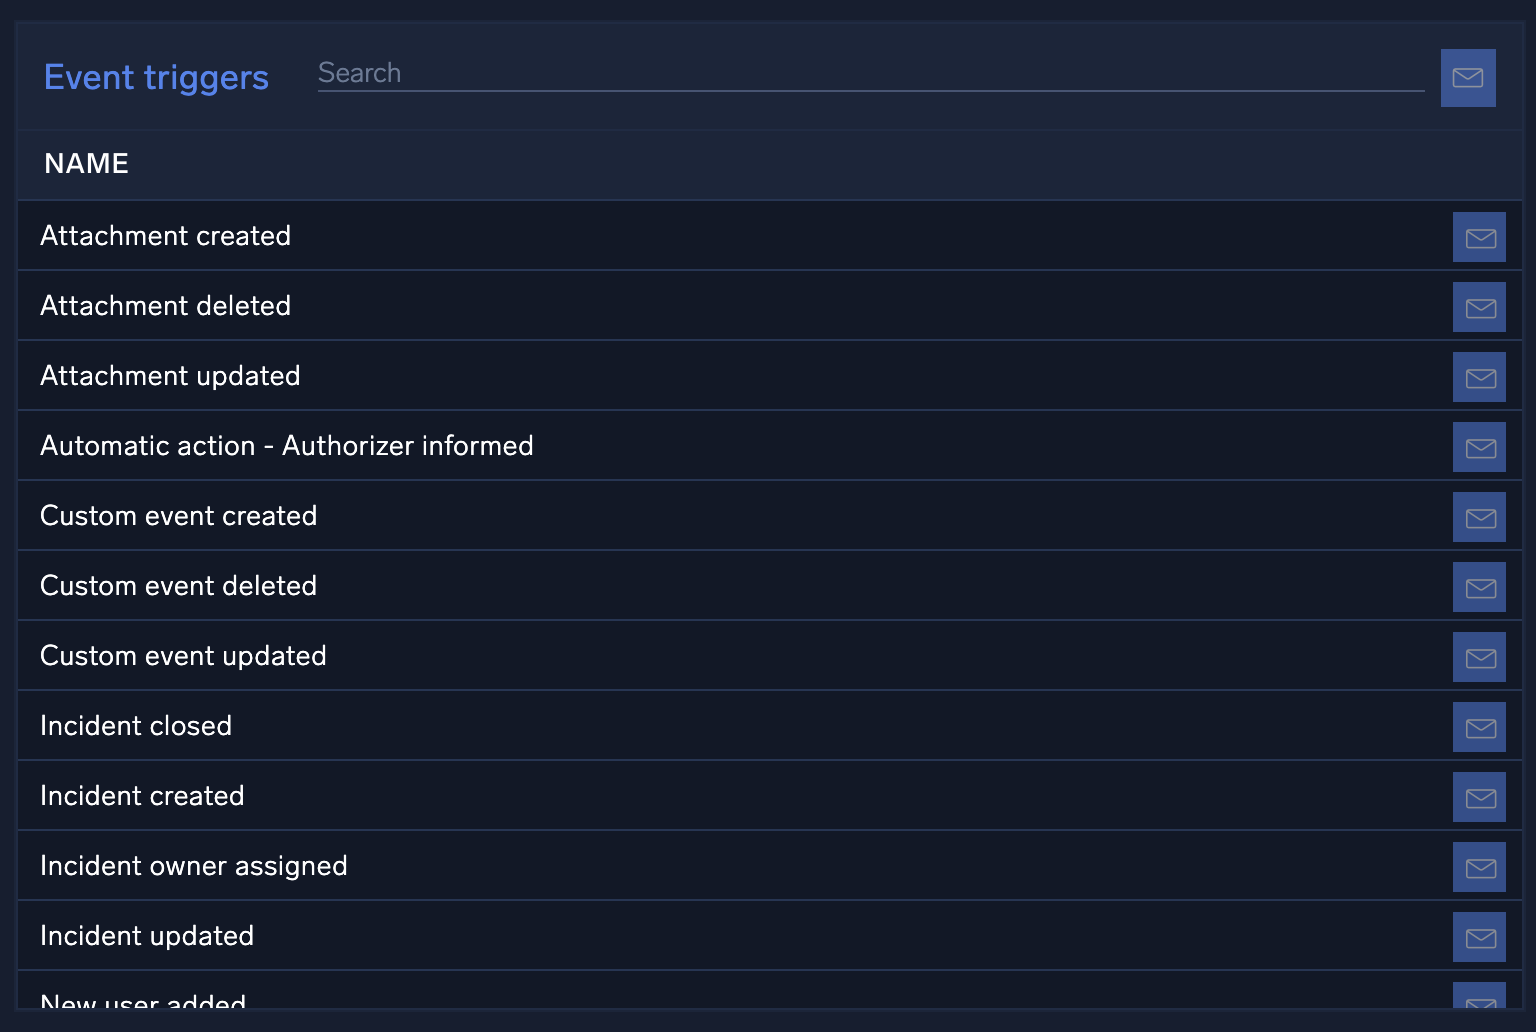 Event triggers
Search
NAME
Attachment created
Attachment deleted
Attachment updated
Automatic action - Authorizer informed
Custom event created
Custom event deleted
Custom event updated
Incident closed
Incident created
Incident owner assigned
Incident updated
New user added